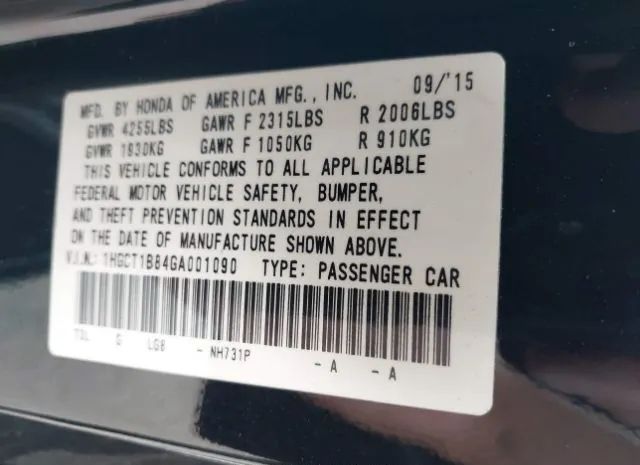 MFD. BY HONDA OF AMERICA MFG., INC. 09/'15
GVWR 4255LBS GAWR F 2315LBS R 2006LBS
GVWR 1930KG GAWR F 1050KG R 910KG
THIS VEHICLE CONFORMS TO ALL APPLICABLE
FEDERAL MOTOR VEHICLE SAFETY, BUMPER,
AND THEFT PREVENTION STANDARDS IN EFFECT
ON THE DATE OF MANUFACTURE SHOWN ABOVE.
V.I.N.: 1HGCT1B84GA001090 TYPE: PASSENGER CAR
G LG8 - NH731P - A - A